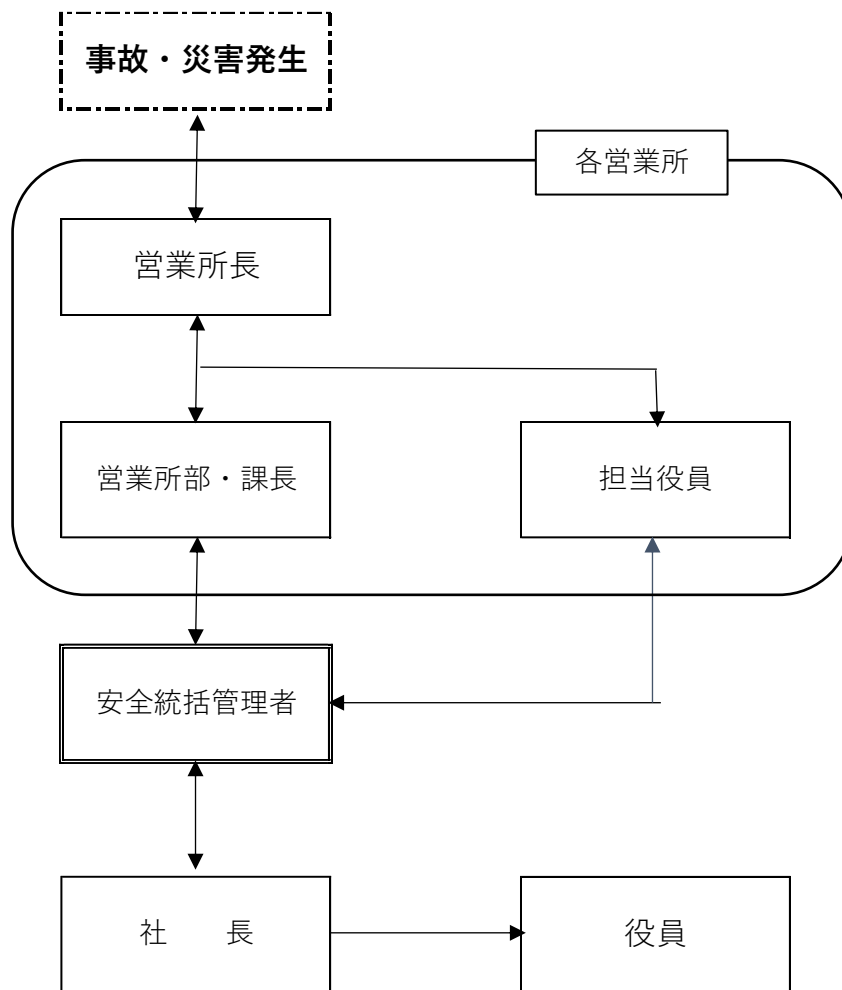 事故・災害発生
各営業所
営業所長
営業所部・課長
担当役員
安全統括管理者
社　　長
役員